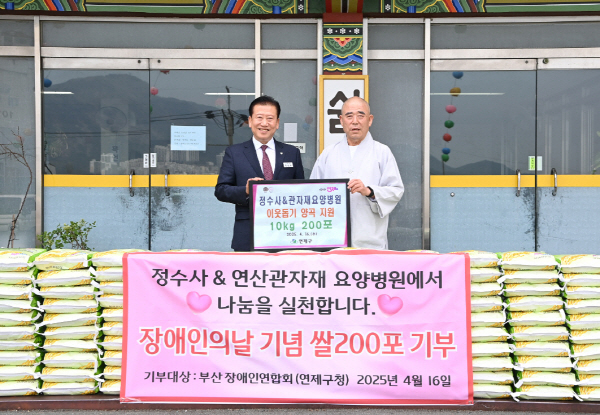 정수사&관자재요양병원
이웃돕기 양곡 지원
10kg 200포
연제구
정수사 & 연산관자재 요양병원에서
나눔을 실천합니다.
장애인의날 기념 쌀200포 기부
기부대상 : 부산 장애인연합회(연제구청) 2025년 4월 16일